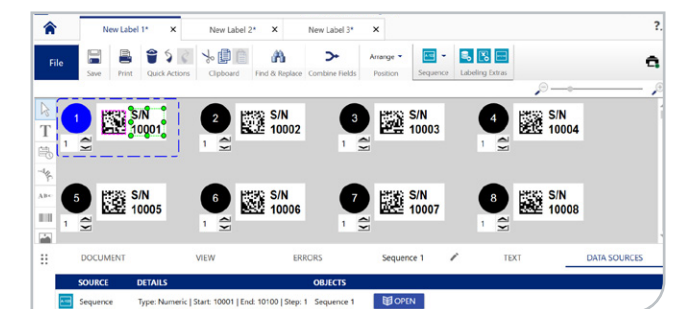 New Label 1* X New Label 2* X New Label 3* X ?.
File Save Print Quick Actions Clipboard Find & Replace Combine Fields Arrange Position Sequence Labeling Extras
1 S/N 10001 1
2 S/N 10002 1
3 S/N 10003 1
4 S/N 10004 1
5 S/N 10005 1
6 S/N 10006 1
7 S/N 10007 1
8 S/N 10008 1
T
DOCUMENT VIEW ERRORS Sequence 1 TEXT DATA SOURCES
SOURCE DETAILS OBJECTS
Sequence Type: Numeric | Start: 10001 | End: 10100 | Step: 1 Sequence 1 OPEN